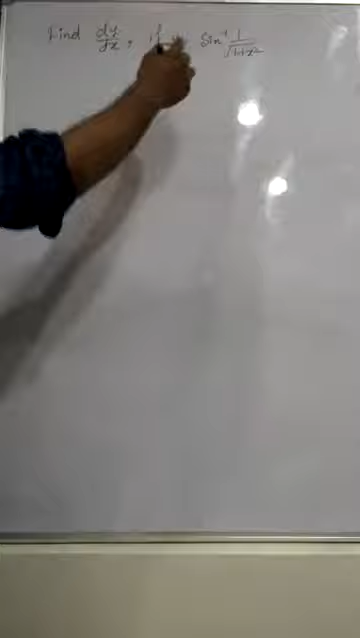 Find dy/dx, if y Sin⁻¹ 1/√(1+x²)